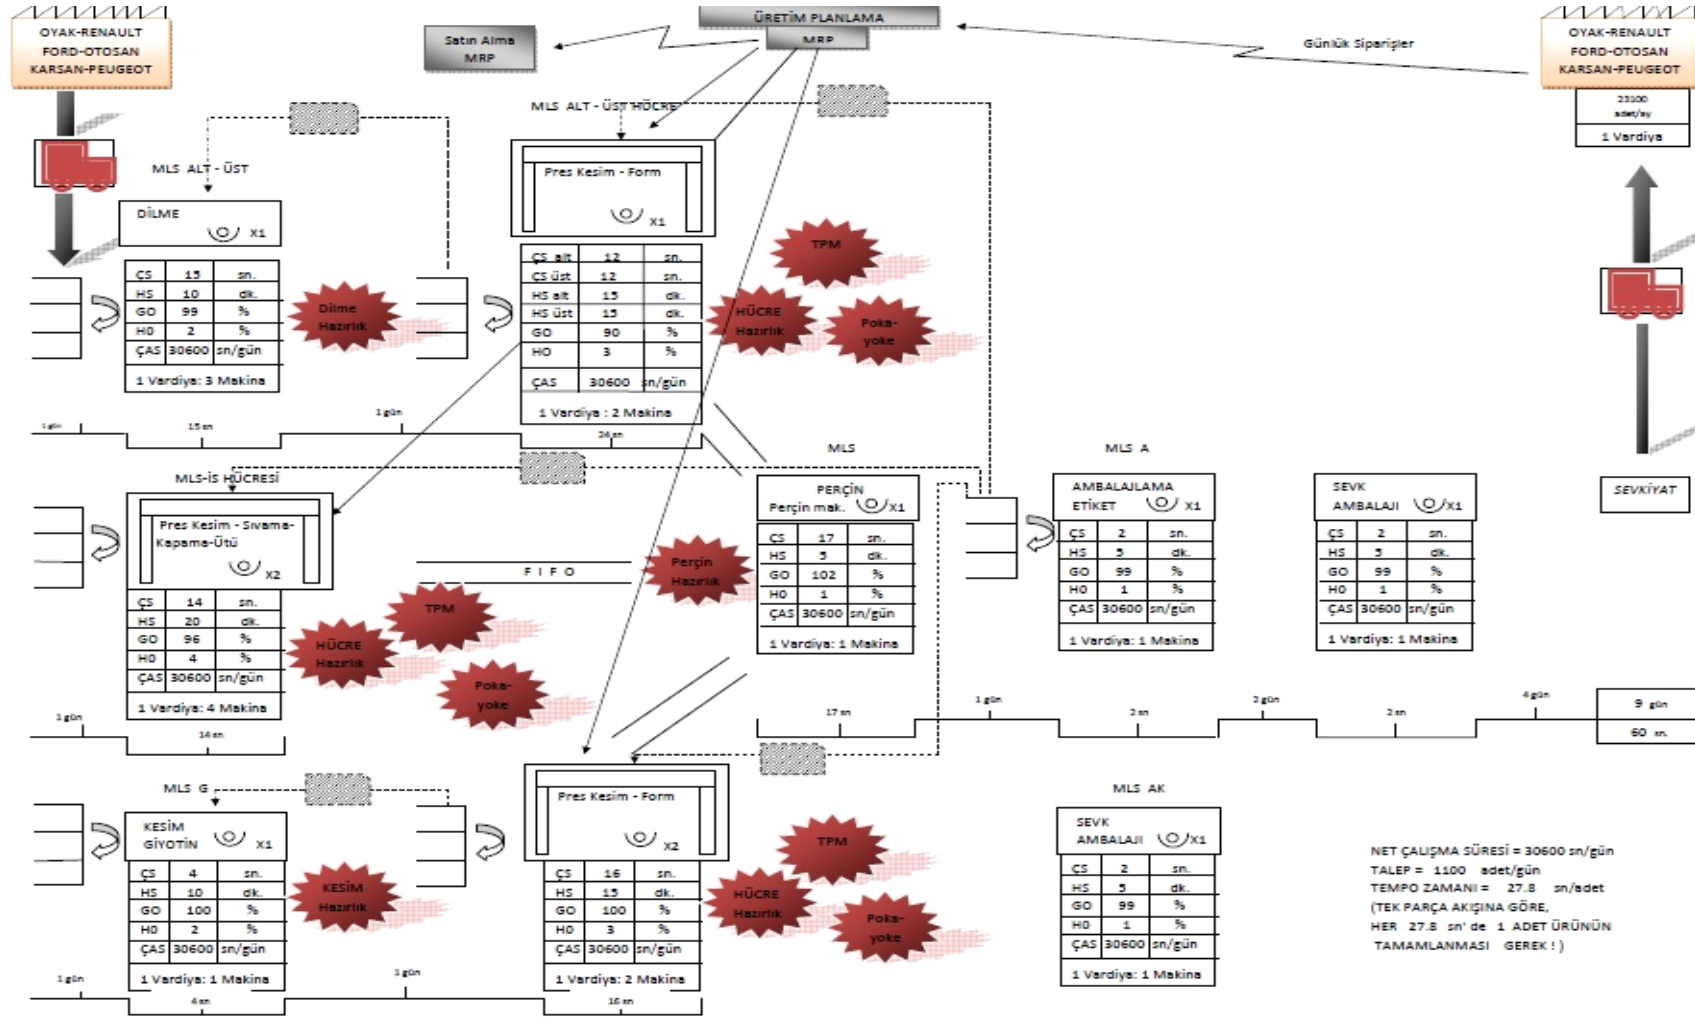 OYAK-RENAULT
FORD-OTOSAN
KARSAN-PEUGEOT
Satın Alma
MRP
ÜRETİM PLANLAMA
MRP
Günlük Siparişler
OYAK-RENAULT
FORD-OTOSAN
KARSAN-PEUGEOT
23100
adet/ay
1 Vardiya
MLS ALT - ÜST
DİLME
X1
ÇS 15 sn.
HS 10 dk.
GO 99 %
H0 2 %
ÇAS 30600 sn/gün
1 Vardiya: 3 Makina
Dilme
Hazırlık
MLS ALT - ÜST HÜCRE
Pres Kesim - Form
X1
ÇS alt 12 sn.
ÇS üst 12 sn.
HS alt 15 dk.
HS üst 15 dk.
GO 90 %
HO 3 %
ÇAS 30600 sn/gün
1 Vardiya : 2 Makina
TPM
HÜCRE
Hazırlık
Poka-
yoke
1 gün
15 sn
1 gün
24 sn
MLS-İS HÜCRESİ
Pres Kesim - Sıvama-
Kapama-Ütü
X2
ÇS 14 sn.
HS 20 dk.
GO 96 %
H0 4 %
ÇAS 30600 sn/gün
1 Vardiya: 4 Makina
TPM
HÜCRE
Hazırlık
Poka-
yoke
F I F O
Perçin
Hazırlık
MLS
PERÇİN
Perçin mak.
X1
ÇS 17 sn.
HS 5 dk.
GO 102 %
H0 1 %
ÇAS 30600 sn/gün
1 Vardiya: 1 Makina
MLS A
AMBALAJLAMA
ETİKET
X1
ÇS 2 sn.
HS 5 dk.
GO 99 %
H0 1 %
ÇAS 30600 sn/gün
1 Vardiya: 1 Makina
SEVK
AMBALAJI
X1
ÇS 2 sn.
HS 5 dk.
GO 99 %
H0 1 %
ÇAS 30600 sn/gün
1 Vardiya: 1 Makina
SEVKİYAT
1 gün
14 sn
17 sn
1 gün
2 sn
2 gün
2 sn
4 gün
9 gün
60 sn.
MLS G
KESİM
GİYOTİN
X1
ÇS 4 sn.
HS 10 dk.
GO 100 %
H0 2 %
ÇAS 30600 sn/gün
1 Vardiya: 1 Makina
KESİM
Hazırlık
Pres Kesim - Form
X2
ÇS 16 sn.
HS 15 dk.
GO 100 %
H0 3 %
ÇAS 30600 sn/gün
1 Vardiya: 2 Makina
TPM
HÜCRE
Hazırlık
Poka-
yoke
MLS AK
SEVK
AMBALAJI
X1
ÇS 2 sn.
HS 5 dk.
GO 99 %
H0 1 %
ÇAS 30600 sn/gün
1 Vardiya: 1 Makina
NET ÇALIŞMA SÜRESİ = 30600 sn/gün
TALEP = 1100 adet/gün
TEMPO ZAMANI = 27.8 sn/adet
(TEK PARÇA AKIŞINA GÖRE,
HER 27.8 sn' de 1 ADET ÜRÜNÜN
TAMAMLANMASI GEREK ! )
1 gün
4 sn
1 gün
16 sn